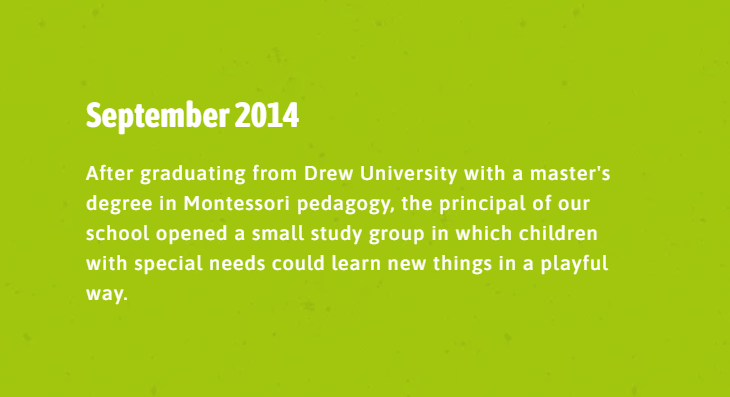 September 2014
After graduating from Drew University with a master's
degree in Montessori pedagogy, the principal of our
school opened a small study group in which children
with special needs could learn new things in a playful
way.